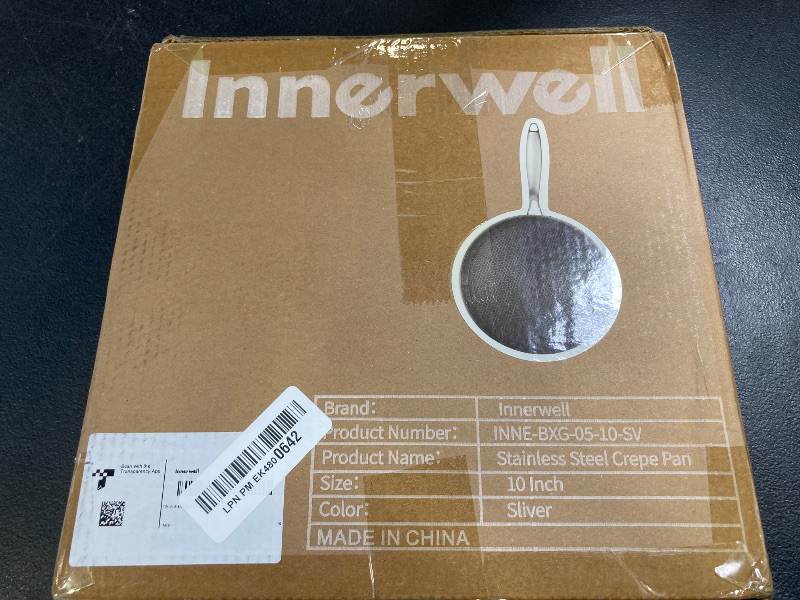 Innerwell
Brand: Innerwell
Product Number: INNE-BXG-05-10-SV
Product Name: Stainless Steel Crepe Pan
Size: 10 Inch
Color: Sliver
MADE IN CHINA
Scan with the
Transparency App
Innerwell
LPN PM EK480 0642